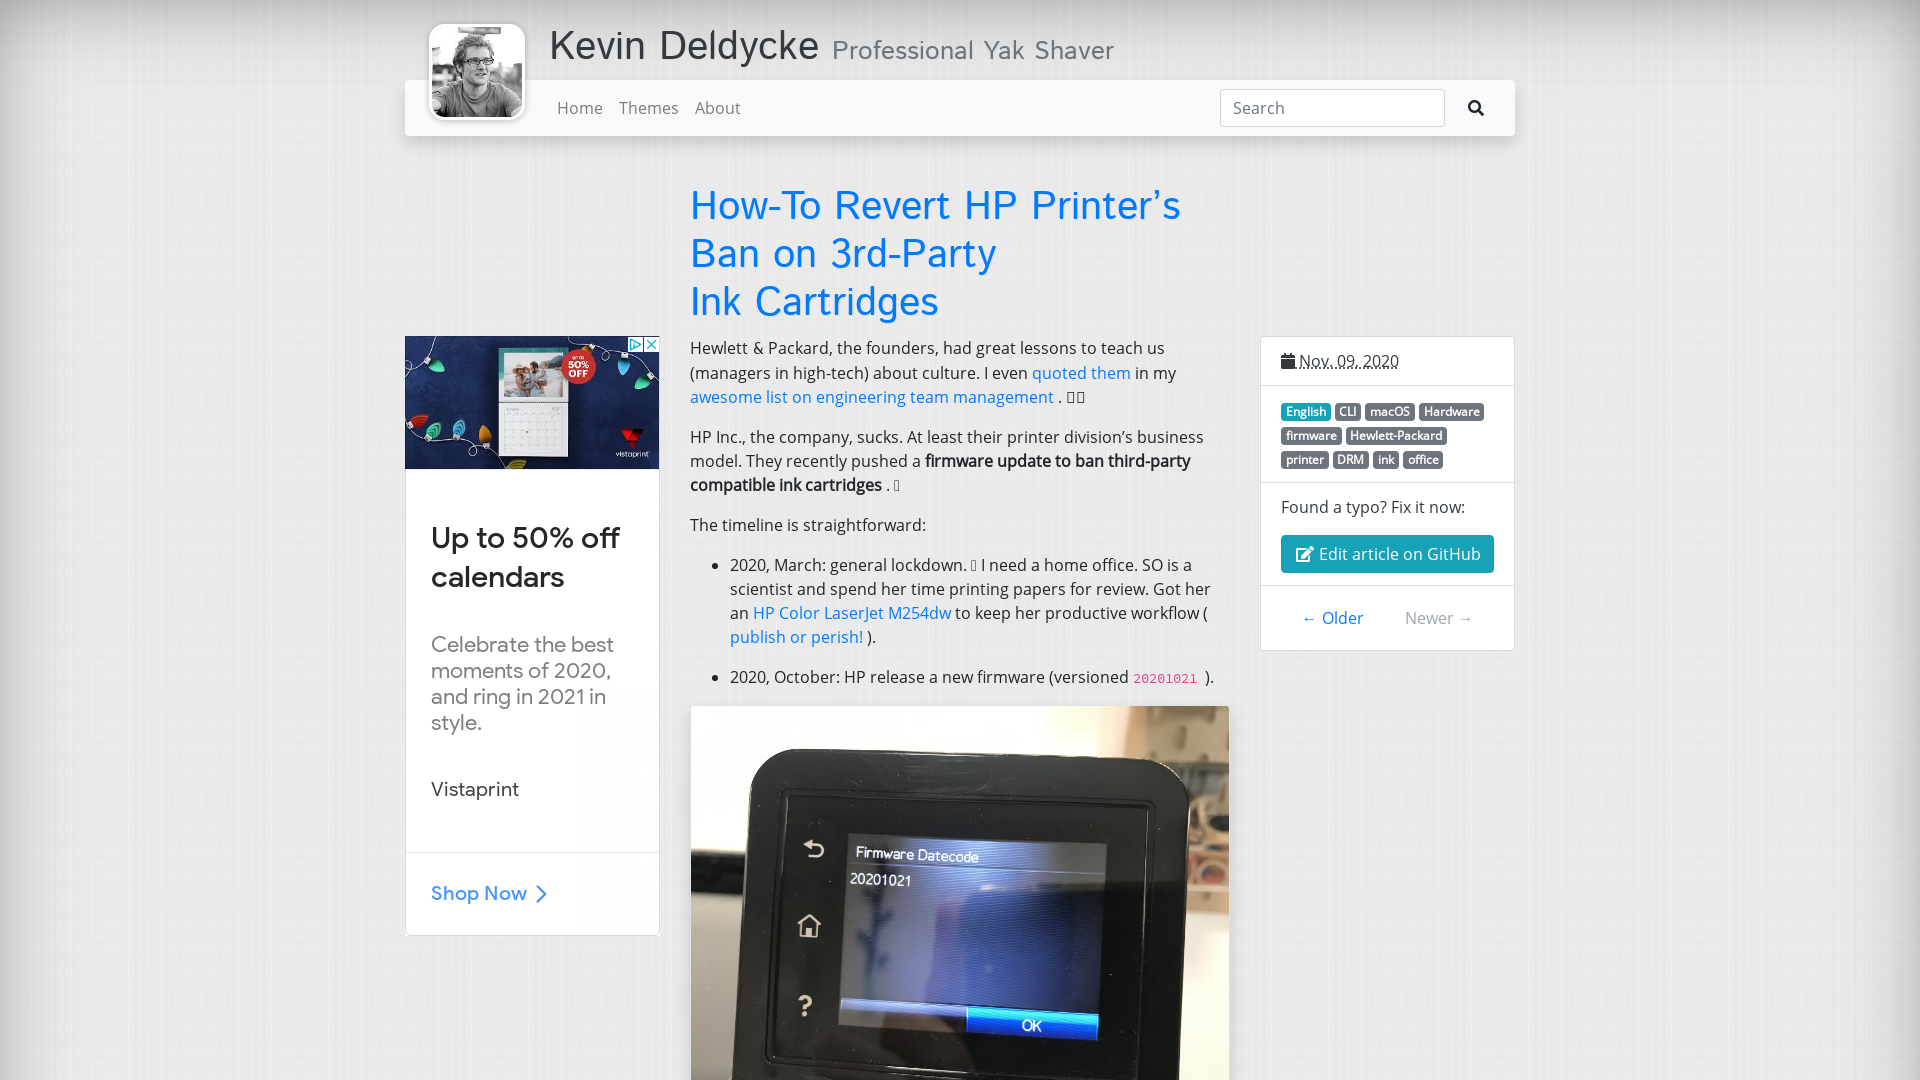 Kevin Deldycke Professional Yak Shaver
Home Themes About
Search
How-To Revert HP Printer's
Ban on 3rd-Party
Ink Cartridges
UP TO
50%
OFF
vistaprint
Up to 50% off
calendars
Celebrate the best
moments of 2020,
and ring in 2021 in
style.
Vistaprint
Shop Now
Hewlett & Packard, the founders, had great lessons to teach us
(managers in high-tech) about culture. I even quoted them in my
awesome list on engineering team management .
HP Inc., the company, sucks. At least their printer division's business
model. They recently pushed a firmware update to ban third-party
compatible ink cartridges .
The timeline is straightforward:
• 2020, March: general lockdown. I need a home office. SO is a
scientist and spend her time printing papers for review. Got her
an HP Color LaserJet M254dw to keep her productive workflow (
publish or perish! ).
• 2020, October: HP release a new firmware (versioned 20201021 ).
Firmware Datecode
20201021
?
OK
Nov. 09, 2020
English CLI macOS Hardware
firmware Hewlett-Packard
printer DRM ink office
Found a typo? Fix it now:
Edit article on GitHub
← Older Newer →